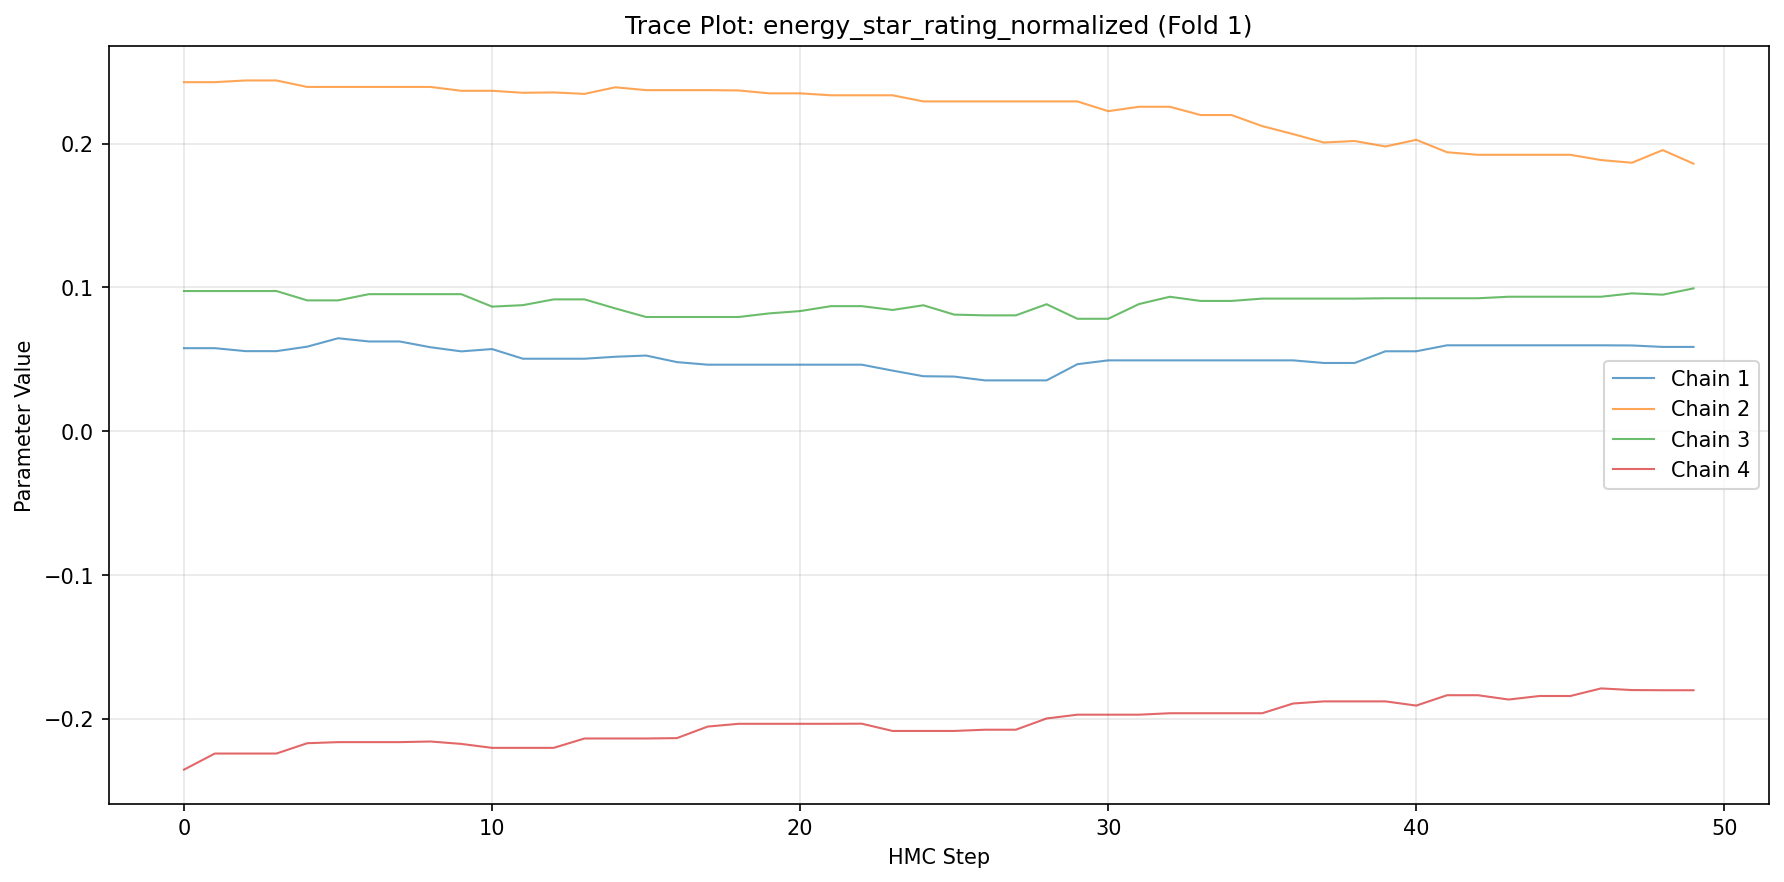 Trace Plot: energy_star_rating_normalized (Fold 1)
Parameter Value
0.2
0.1
0.0
−0.1
−0.2
Chain 1
Chain 2
Chain 3
Chain 4
0 10 20 30 40 50
HMC Step